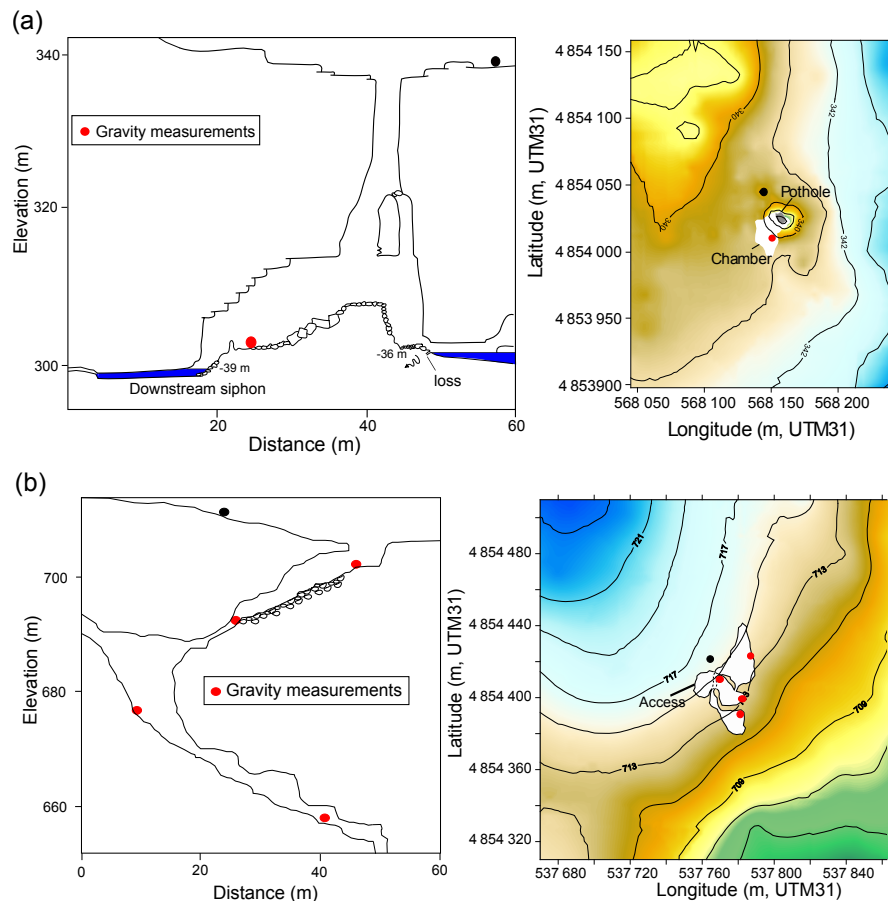 (a)
340
320
300
Elevation (m)
Gravity measurements
-39 m
-36 m
Downstream siphon
loss
20
40
60
Distance (m)
4 854 150
4 854 100
4 854 050
4 854 000
4 853 950
4 853900
Latitude (m, UTM31)
340
342
Pothole
340
340
Chamber
342
342
568 050
568 100
568 150
568 200
Longitude (m, UTM31)
(b)
700
680
660
Elevation (m)
Gravity measurements
0
20
40
60
Distance (m)
4 854 480
4 854 440
4 854 400
4 854 360
4 854 320
Latitude (m, UTM31)
721
717
713
717
Access
713
709
709
537 680
537 720
537 760
537 800
537 840
Longitude (m, UTM31)